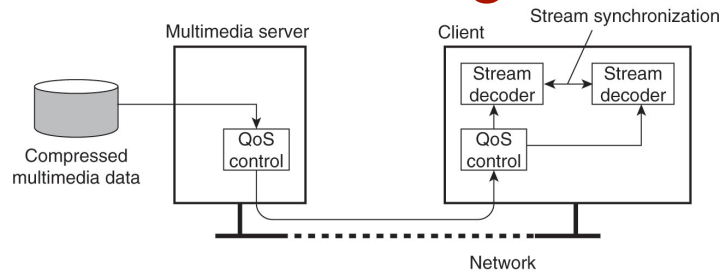 Stream synchronization
Multimedia server
Client
Stream
decoder
Stream
decoder
QoS
control
QoS
control
Compressed
multimedia data
Network